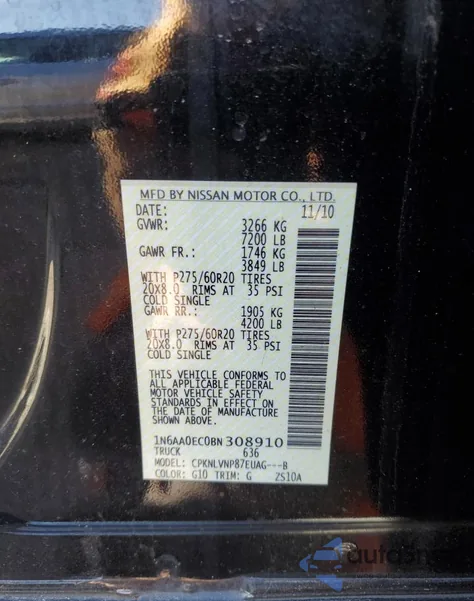 MFD BY NISSAN MOTOR CO., LTD.
DATE: 11/10
GVWR: 3266 KG
7200 LB
GAWR FR.: 1746 KG
3849 LB
WITH P275/60R20 TIRES
20X8.0 RIMS AT 35 PSI
COLD SINGLE
GAWR RR.: 1905 KG
4200 LB
WITH P275/60R20 TIRES
20X8.0 RIMS AT 35 PSI
COLD SINGLE
THIS VEHICLE CONFORMS TO
ALL APPLICABLE FEDERAL
MOTOR VEHICLE SAFETY
STANDARDS IN EFFECT ON
THE DATE OF MANUFACTURE
SHOWN ABOVE.
1N6AA0EC0BN308910
TRUCK 636
MODEL: CPKNLVNP87EUAG---B
COLOR: G10 TRIM: G ZS10A